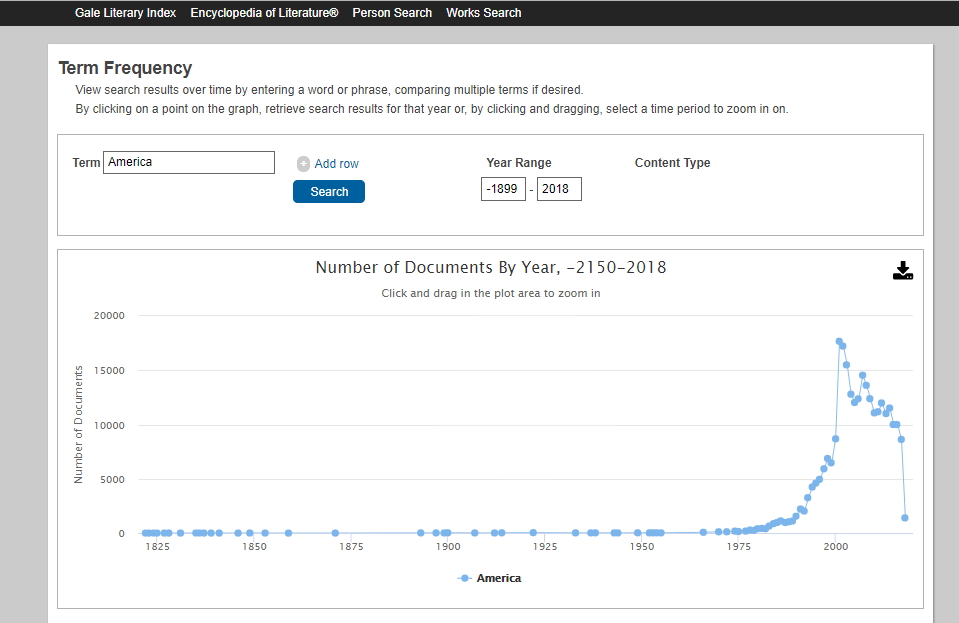 Gale Literary Index Encyclopedia of Literature® Person Search Works Search
Term Frequency
View search results over time by entering a word or phrase, comparing multiple terms if desired.
By clicking on a point on the graph, retrieve search results for that year or, by clicking and dragging, select a time period to zoom in on.
Term America + Add row Year Range Content Type
Search -1899 - 2018
Number of Documents By Year, -2150-2018
Click and drag in the plot area to zoom in
Number of Documents
20000
15000
10000
5000
0
1825 1850 1875 1900 1925 1950 1975 2000
America